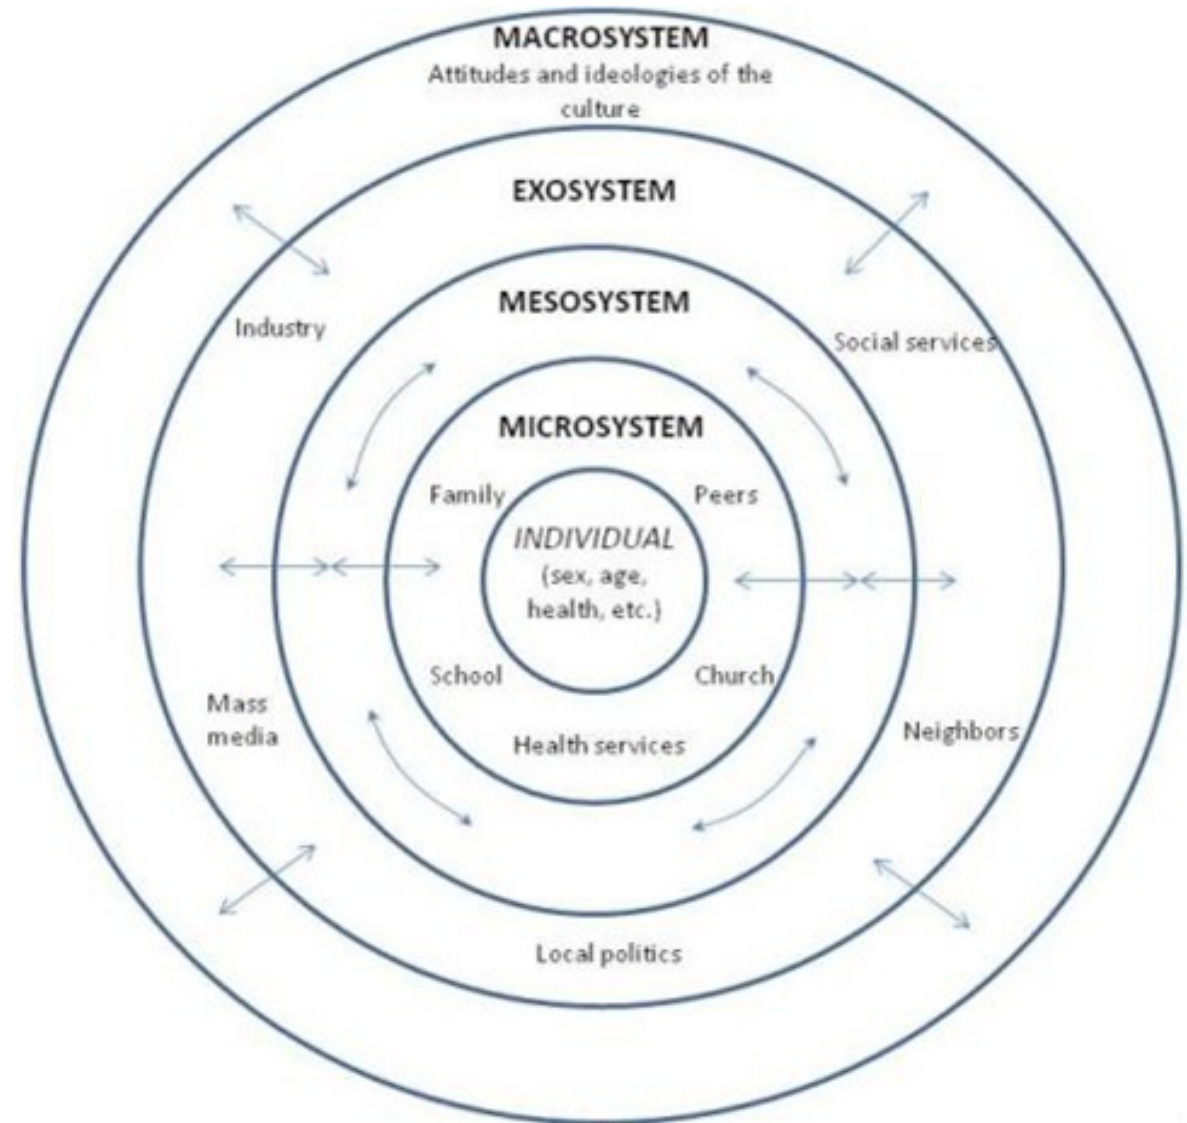 MACROSYSTEM
Attitudes and ideologies of the
culture
EXOSYSTEM
MESOSYSTEM
Industry
Social services
MICROSYSTEM
Family
Peers
INDIVIDUAL
(sex, age,
health, etc.)
School
Church
Mass
media
Neighbors
Health services
Local politics